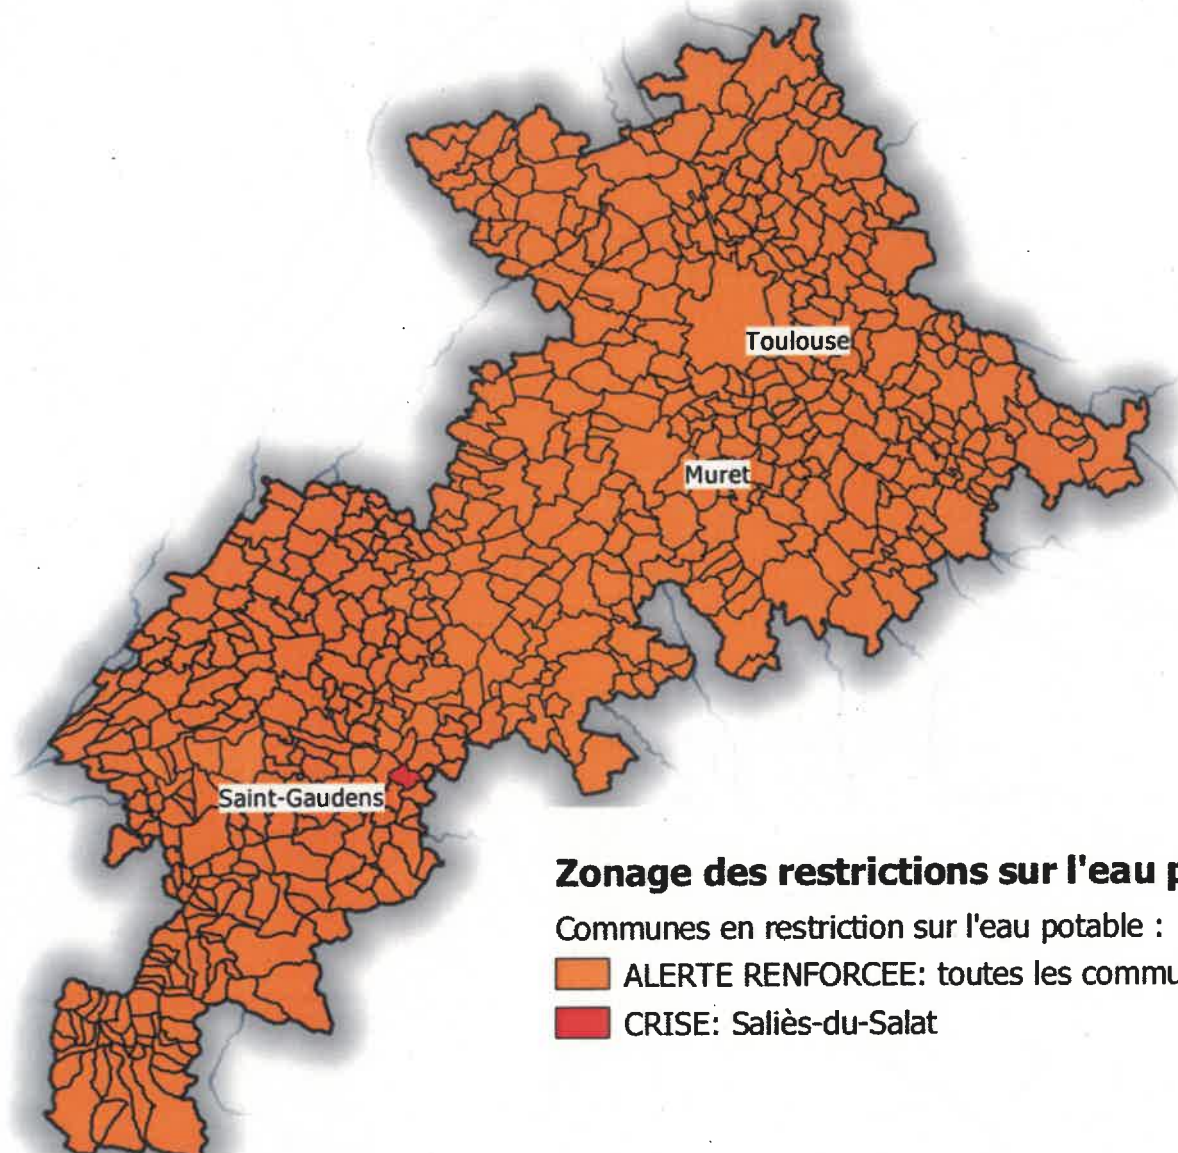 Toulouse
Muret
Saint-Gaudens
Zonage des restrictions sur l'eau p
Communes en restriction sur l'eau potable :
ALERTE RENFORCEE: toutes les commu
CRISE: Saliès-du-Salat